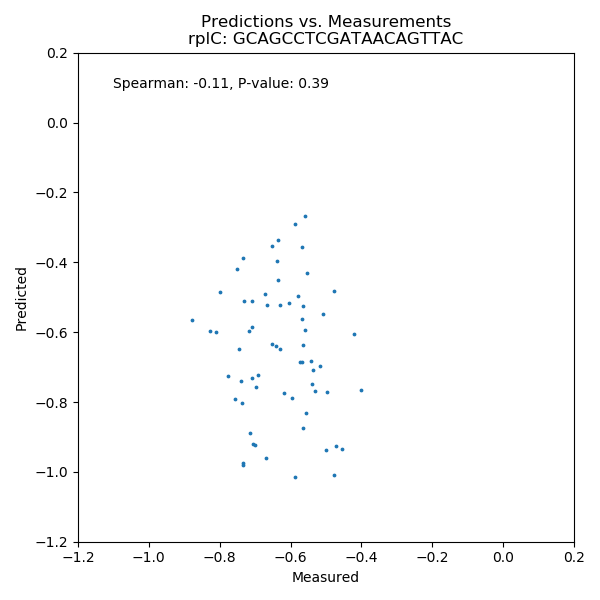 Predictions vs. Measurements
rplC: GCAGCCTCGATAACAGTTAC
Spearman: -0.11, P-value: 0.39
0.2
0.0
−0.2
−0.4
−0.6
−0.8
−1.0
−1.2
Predicted
−1.2 −1.0 −0.8 −0.6 −0.4 −0.2 0.0 0.2
Measured